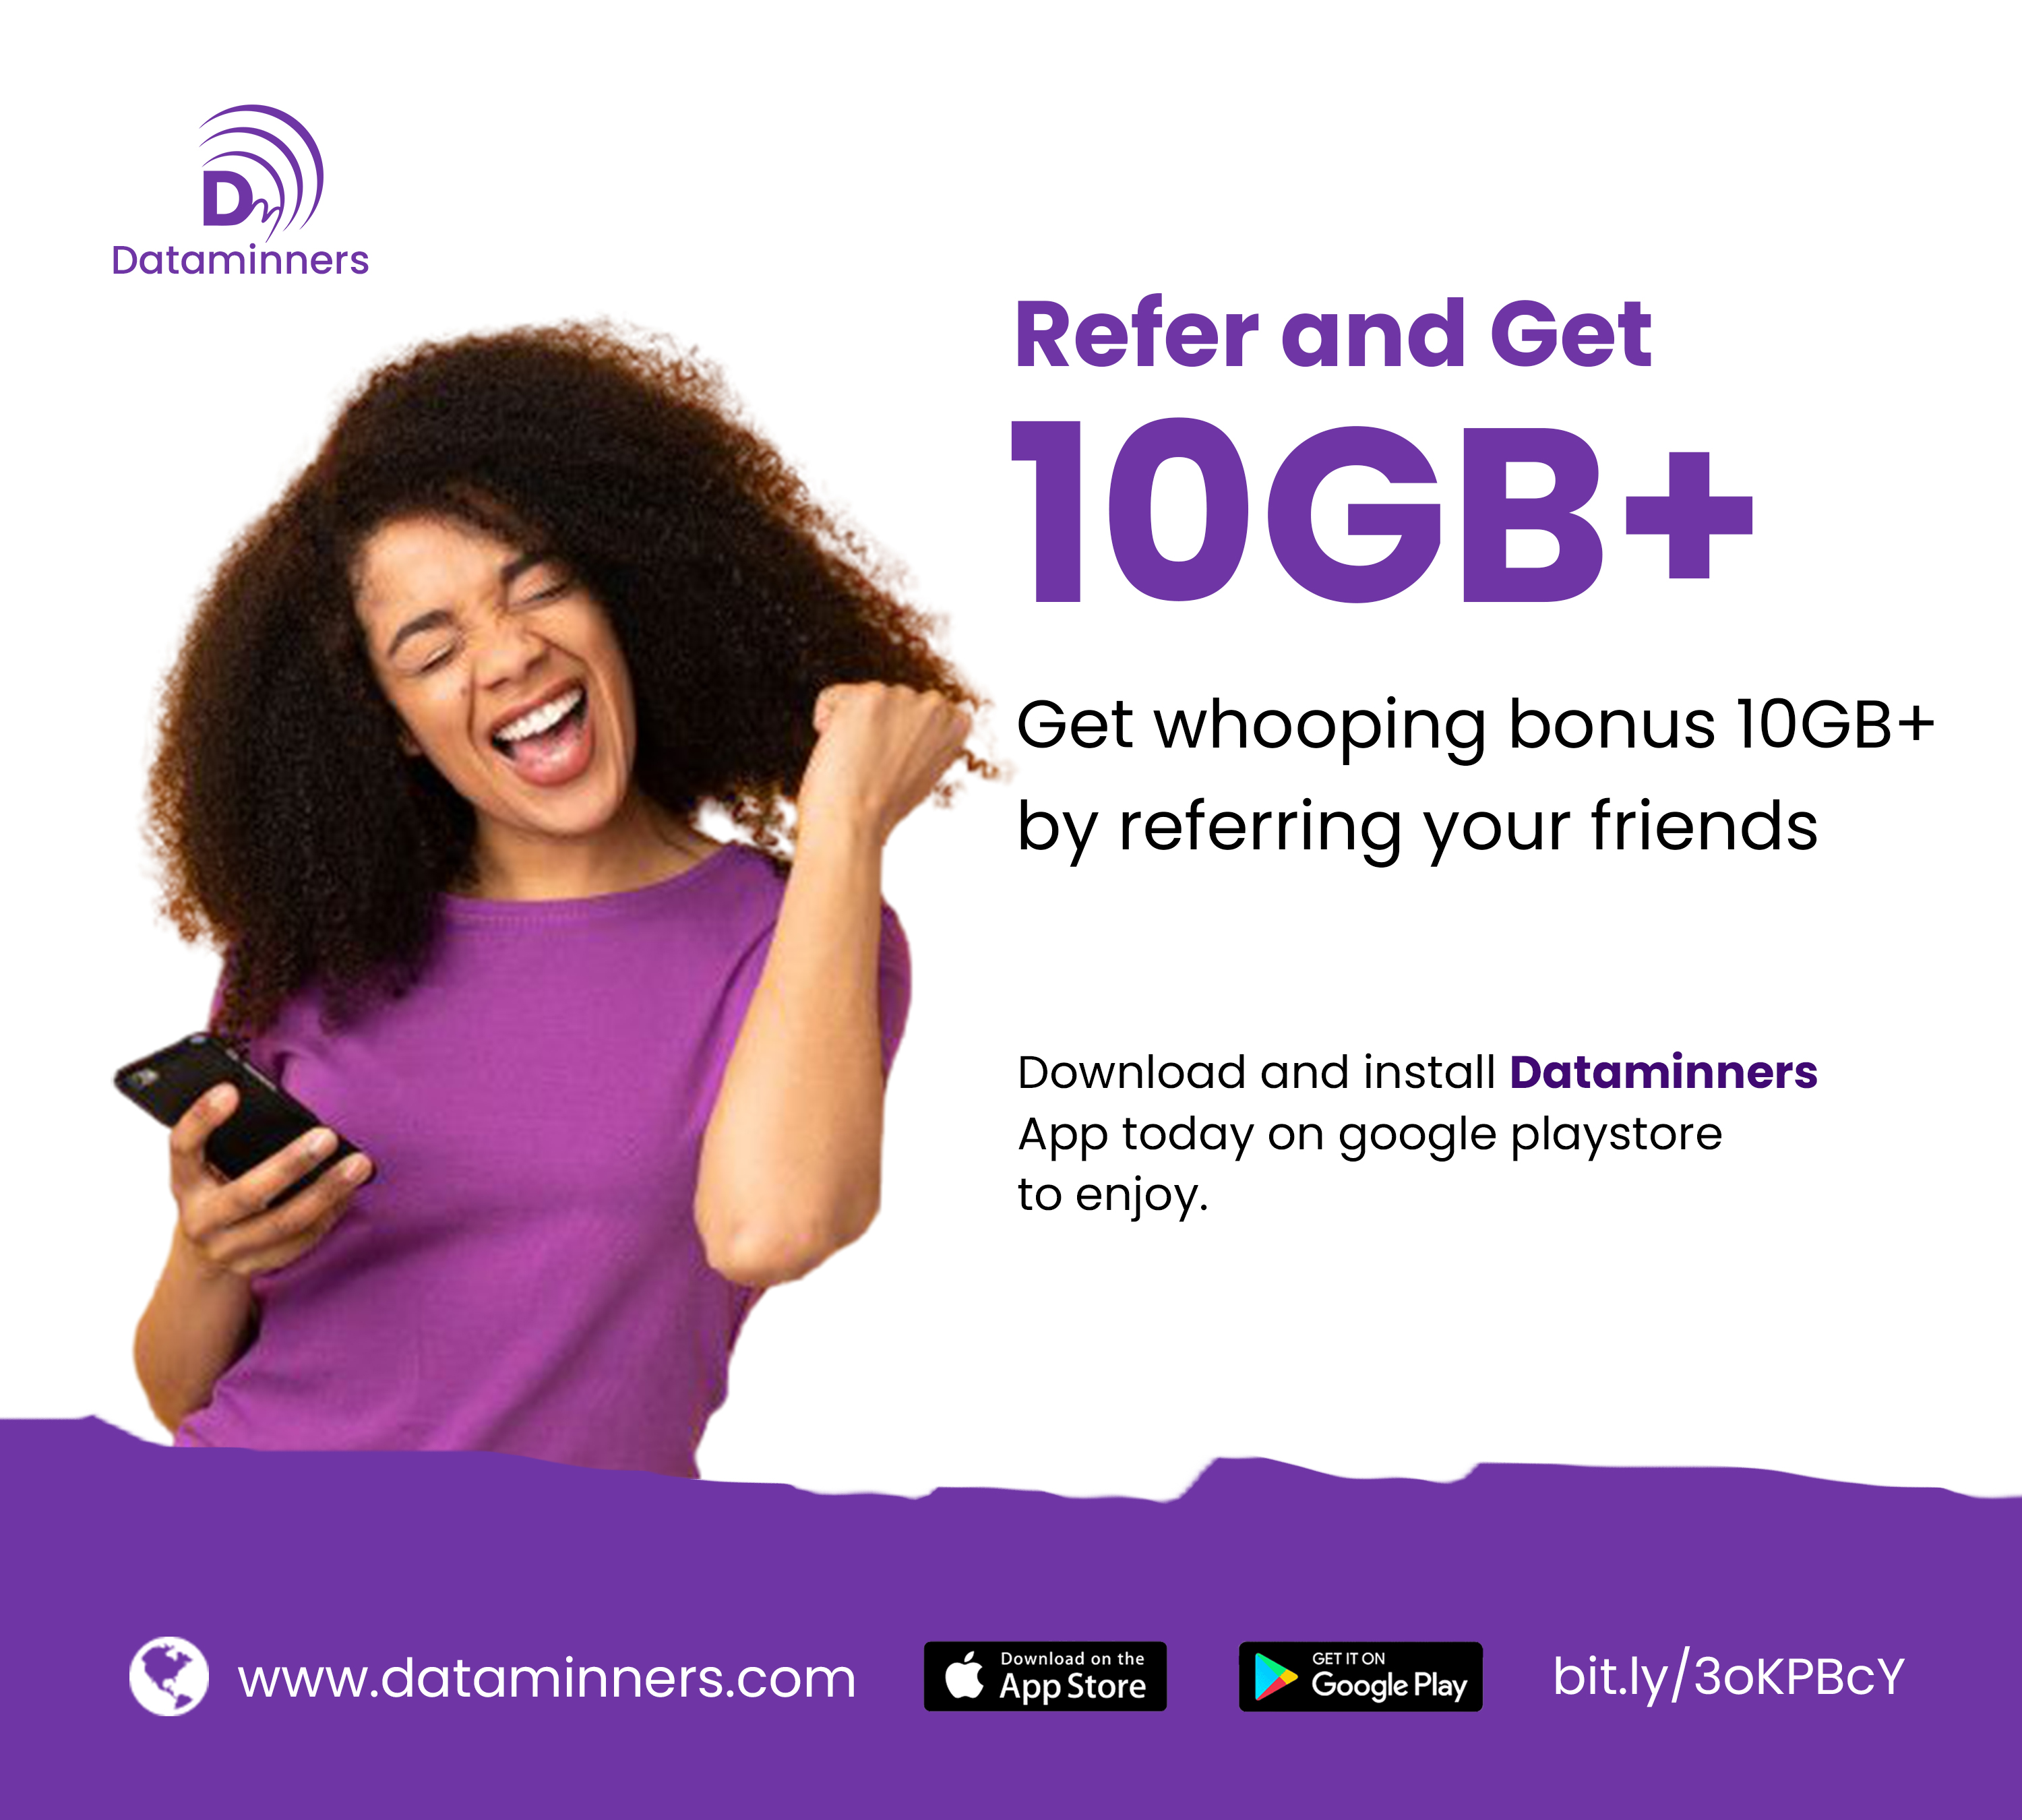 Dm
Dataminners
Refer and Get
10GB+
Get whooping bonus 10GB+
by referring your friends
Download and install Dataminners
App today on google playstore
to enjoy.
www.dataminners.com
Download on the
App Store
GET IT ON
Google Play
bit.ly/3oKPBcY